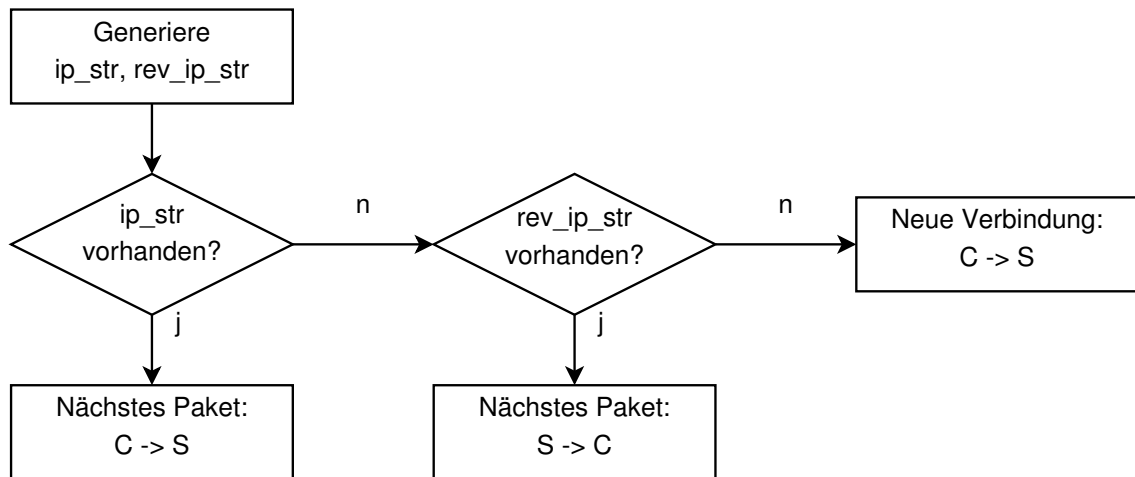 Generiere
ip_str, rev_ip_str
ip_str
vorhanden?
n
rev_ip_str
vorhanden?
n
Neue Verbindung:
C -> S
j
j
Nächstes Paket:
C -> S
Nächstes Paket:
S -> C